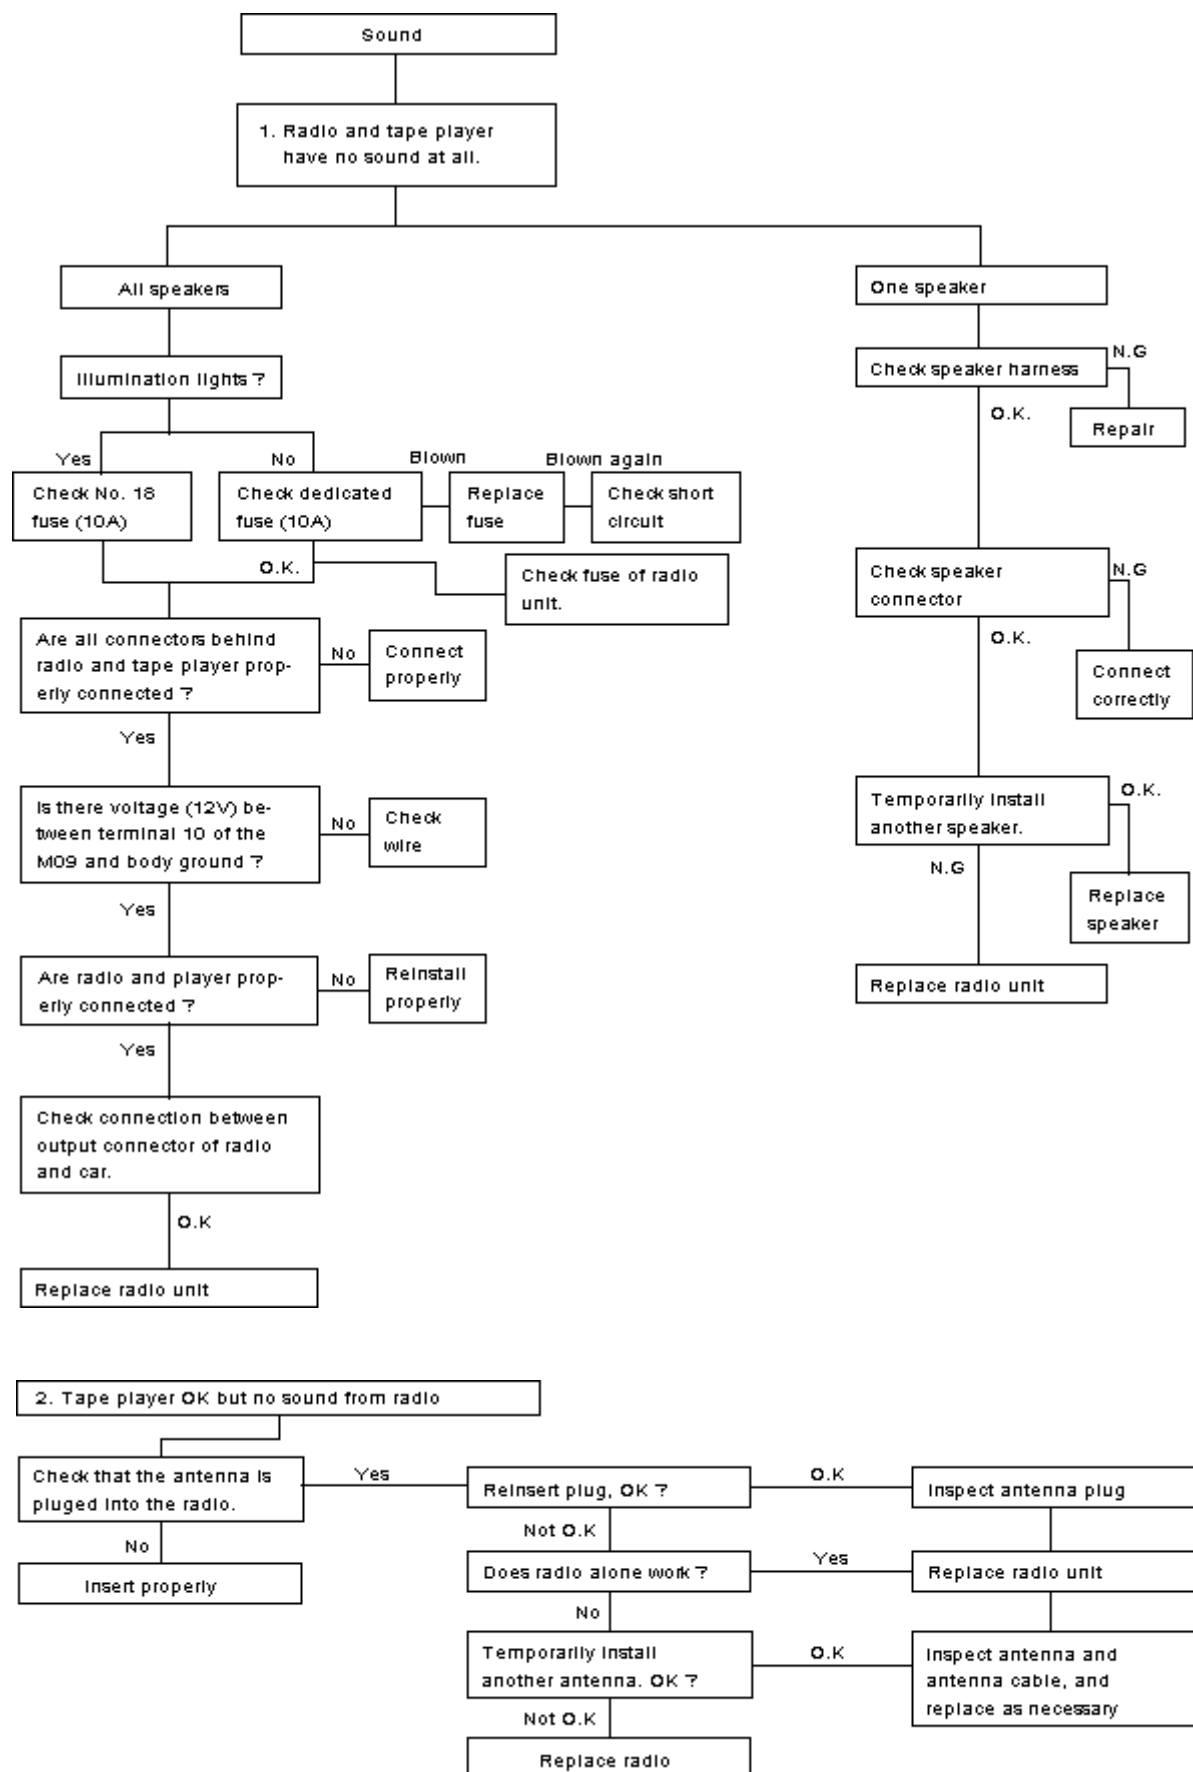 Sound
1. Radio and tape player
have no sound at all.
All speakers
One speaker
Illumination lights ?
Check speaker harness
N.G
O.K.
Repair
Yes
No
Blown
Blown again
Check No. 18
fuse (10A)
Check dedicated
fuse (10A)
Replace
fuse
Check short
circuit
O.K.
Check fuse of radio
unit.
Check speaker
connector
N.G
O.K.
Connect
correctly
Are all connectors behind
radio and tape player prop-
erly connected ?
No
Connect
properly
Yes
Is there voltage (12V) be-
tween terminal 10 of the
M09 and body ground ?
No
Check
wire
Temporarily install
another speaker.
O.K.
N.G
Replace
speaker
Yes
Are radio and player prop-
erly connected ?
No
Reinstall
properly
Replace radio unit
Yes
Check connection between
output connector of radio
and car.
O.K
Replace radio unit
2. Tape player OK but no sound from radio
Check that the antenna is
pluged into the radio.
Yes
Reinsert plug, OK ?
O.K
Inspect antenna plug
No
Not O.K
Insert properly
Does radio alone work ?
Yes
Replace radio unit
No
Temporarily install
another antenna. OK ?
O.K
Inspect antenna and
antenna cable, and
replace as necessary
Not O.K
Replace radio